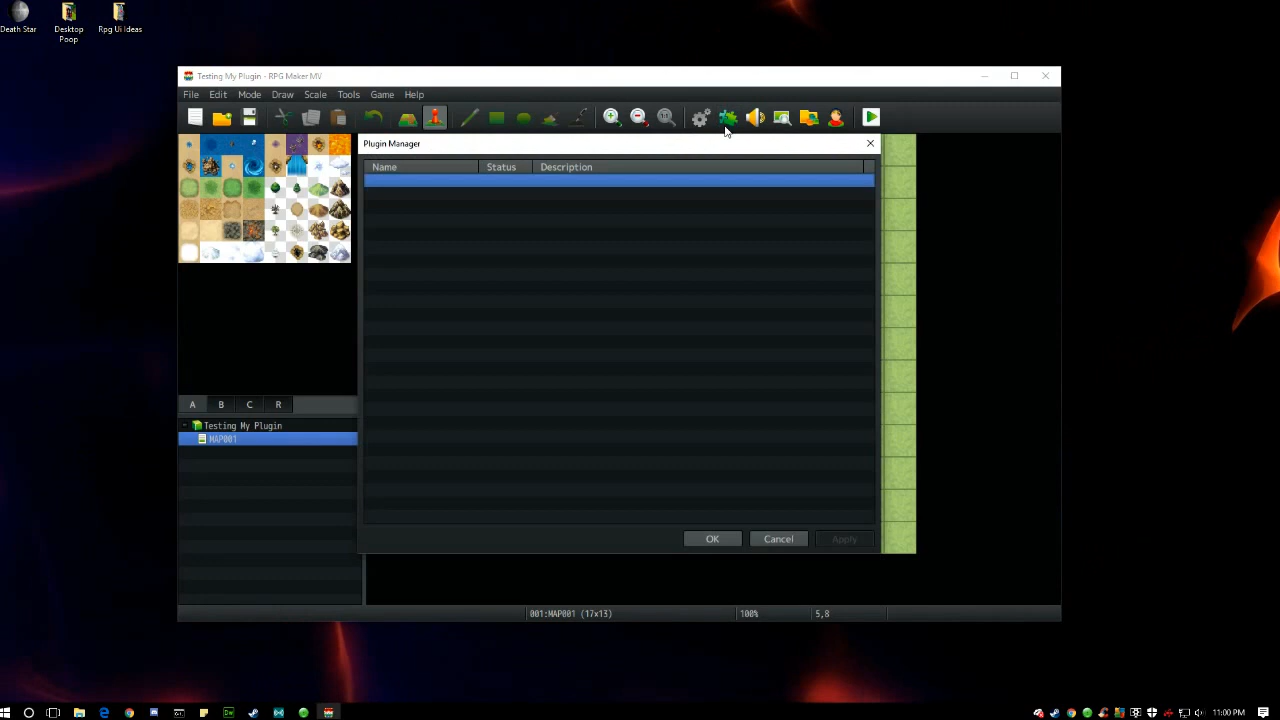 Death Star
Desktop Poop
Rpg Ui Ideas
Testing My Plugin - RPG Maker MV
File Edit Mode Draw Scale Tools Game Help
Plugin Manager
Name Status Description
A B C R
Testing My Plugin
MAP001
OK Cancel Apply
001:MAP001 (17x13) 100% 5,8
11:00 PM